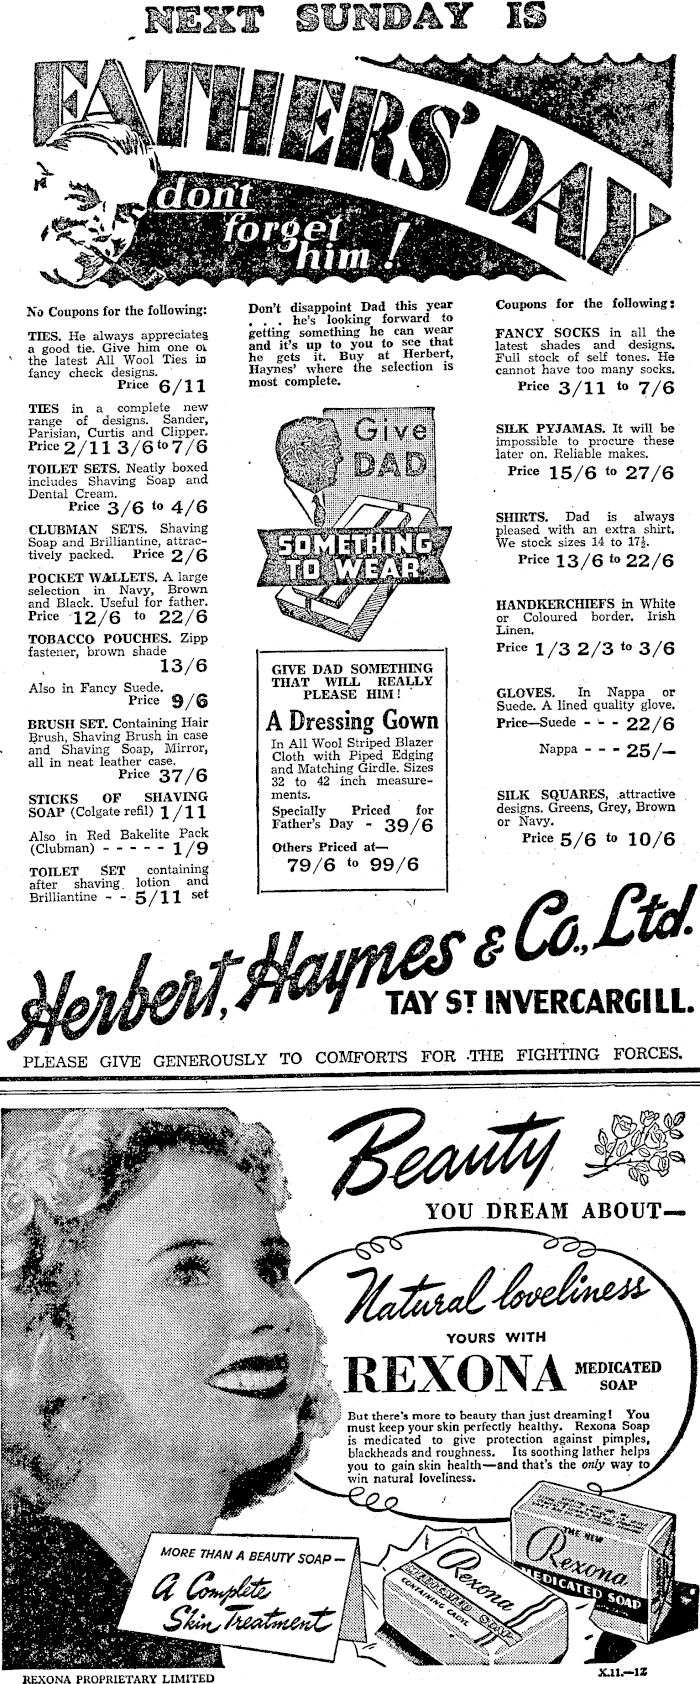 NEXT SUNDAY IS
FATHERS' DAY
don't
forget
him!
No Coupons for the following:
TIES. He always appreciates
a good tie. Give him one of
the latest All Wool Ties in
fancy check designs.
Price 6/11
TIES in a complete new
range of designs. Sander,
Parisian, Curtis and Clipper.
Price 2/11 3/6 to 7/6
TOILET SETS. Neatly boxed
includes Shaving Soap and
Dental Cream.
Price 3/6 to 4/6
CLUBMAN SETS. Shaving
Soap and Brilliantine, attrac-
tively packed. Price 2/6
POCKET WALLETS. A large
selection in Navy, Brown
and Black. Useful for father.
Price 12/6 to 22/6
TOBACCO POUCHES. Zipp
fastener, brown shade
13/6
Also in Fancy Suede.
Price 9/6
BRUSH SET. Containing Hair
Brush, Shaving Brush in case
and Shaving Soap, Mirror,
all in neat leather case.
Price 37/6
STICKS OF SHAVING
SOAP (Colgate refil) 1/11
Also in Red Bakelite Pack
(Clubman) - - - - - 1/9
TOILET SET containing
after shaving lotion and
Brilliantine - - 5/11 set
Don't disappoint Dad this year
. . he's looking forward to
getting something he can wear
and it's up to you to see that
he gets it. Buy at Herbert,
Haynes' where the selection is
most complete.
Give
DAD
SOMETHING
TO WEAR
GIVE DAD SOMETHING
THAT WILL REALLY
PLEASE HIM!
A Dressing Gown
In All Wool Striped Blazer
Cloth with Piped Edging
and Matching Girdle. Sizes
32 to 42 inch measure-
ments.
Specially Priced for
Father's Day - 39/6
Others Priced at—
79/6 to 99/6
Coupons for the following:
FANCY SOCKS in all the
latest shades and designs.
Full stock of self tones. He
cannot have too many socks.
Price 3/11 to 7/6
SILK PYJAMAS. It will be
impossible to procure these
later on. Reliable makes.
Price 15/6 to 27/6
SHIRTS. Dad is always
pleased with an extra shirt.
We stock sizes 14 to 17½.
Price 13/6 to 22/6
HANDKERCHIEFS in White
or Coloured border. Irish
Linen.
Price 1/3 2/3 to 3/6
GLOVES. In Nappa or
Suede. A lined quality glove.
Price—Suede - - - 22/6
Nappa - - - 25/—
SILK SQUARES, attractive
designs. Greens, Grey, Brown
or Navy.
Price 5/6 to 10/6
Herbert, Haynes & Co., Ltd.
TAY ST INVERCARGILL.
PLEASE GIVE GENEROUSLY TO COMFORTS FOR THE FIGHTING FORCES.
Beauty
YOU DREAM ABOUT—
Natural loveliness
YOURS WITH
REXONA MEDICATED
SOAP
But there's more to beauty than just dreaming! You
must keep your skin perfectly healthy. Rexona Soap
is medicated to give protection against pimples,
blackheads and roughness. Its soothing lather helps
you to gain skin health—and that's the only way to
win natural loveliness.
MORE THAN A BEAUTY SOAP—
A Complete
Skin Treatment
Rexona
MEDICATED SOAP
CONTAINING CADYL
THE NEW
Rexona
MEDICATED SOAP
REXONA PROPRIETARY LIMITED
X.11.—1Z